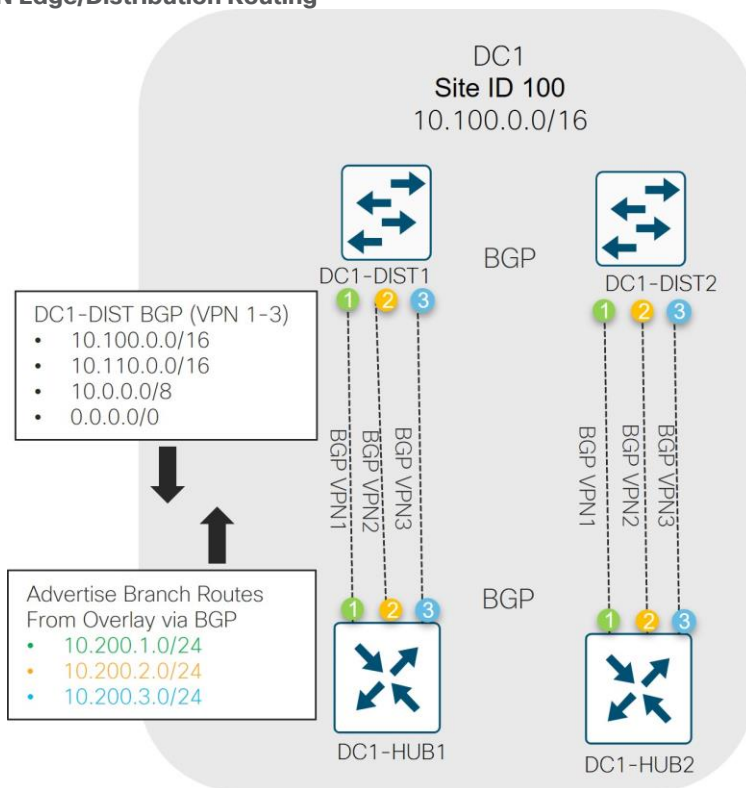 N Edge/Distribution Routing
DC1
Site ID 100
10.100.0.0/16
DC1-DIST1
BGP
DC1-DIST2
1 2 3
1 2 3
DC1-DIST BGP (VPN 1-3)
• 10.100.0.0/16
• 10.110.0.0/16
• 10.0.0.0/8
• 0.0.0.0/0
BGP VPN1
BGP VPN2
BGP VPN3
BGP VPN1
BGP VPN2
BGP VPN3
Advertise Branch Routes
From Overlay via BGP
• 10.200.1.0/24
• 10.200.2.0/24
• 10.200.3.0/24
1 2 3
BGP
1 2 3
DC1-HUB1
DC1-HUB2